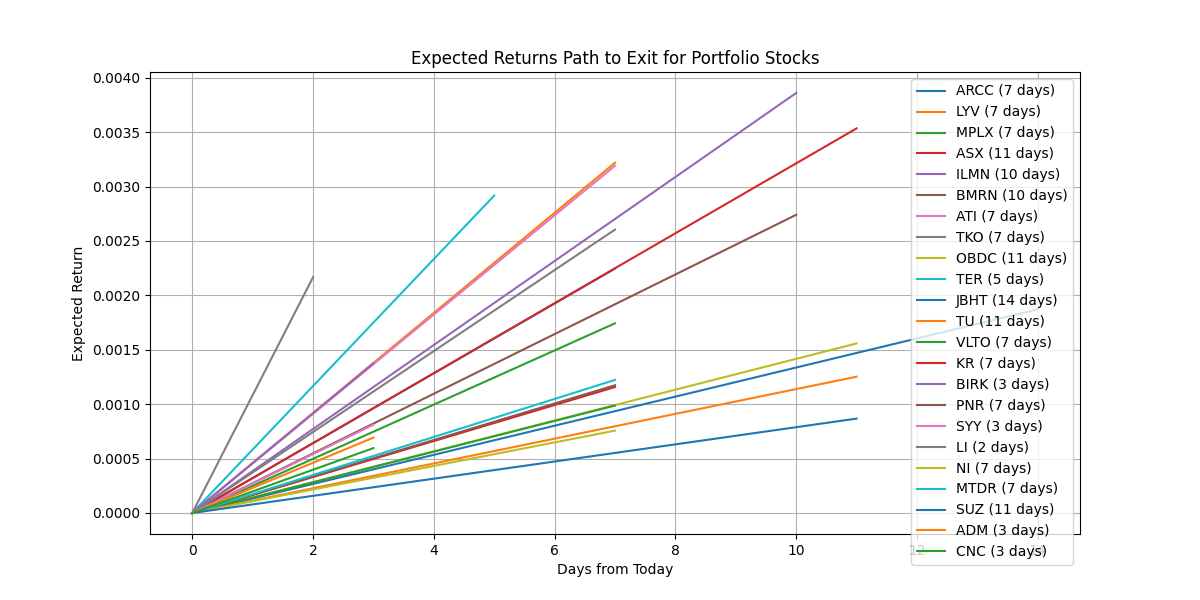 Expected Returns Path to Exit for Portfolio Stocks
Expected Return
0.0040
0.0035
0.0030
0.0025
0.0020
0.0015
0.0010
0.0005
0.0000
0 2 4 6 8 10 12
Days from Today
ARCC (7 days)
LYV (7 days)
MPLX (7 days)
ASX (11 days)
ILMN (10 days)
BMRN (10 days)
ATI (7 days)
TKO (7 days)
OBDC (11 days)
TER (5 days)
JBHT (14 days)
TU (11 days)
VLTO (7 days)
KR (7 days)
BIRK (3 days)
PNR (7 days)
SYY (3 days)
LI (2 days)
NI (7 days)
MTDR (7 days)
SUZ (11 days)
ADM (3 days)
CNC (3 days)